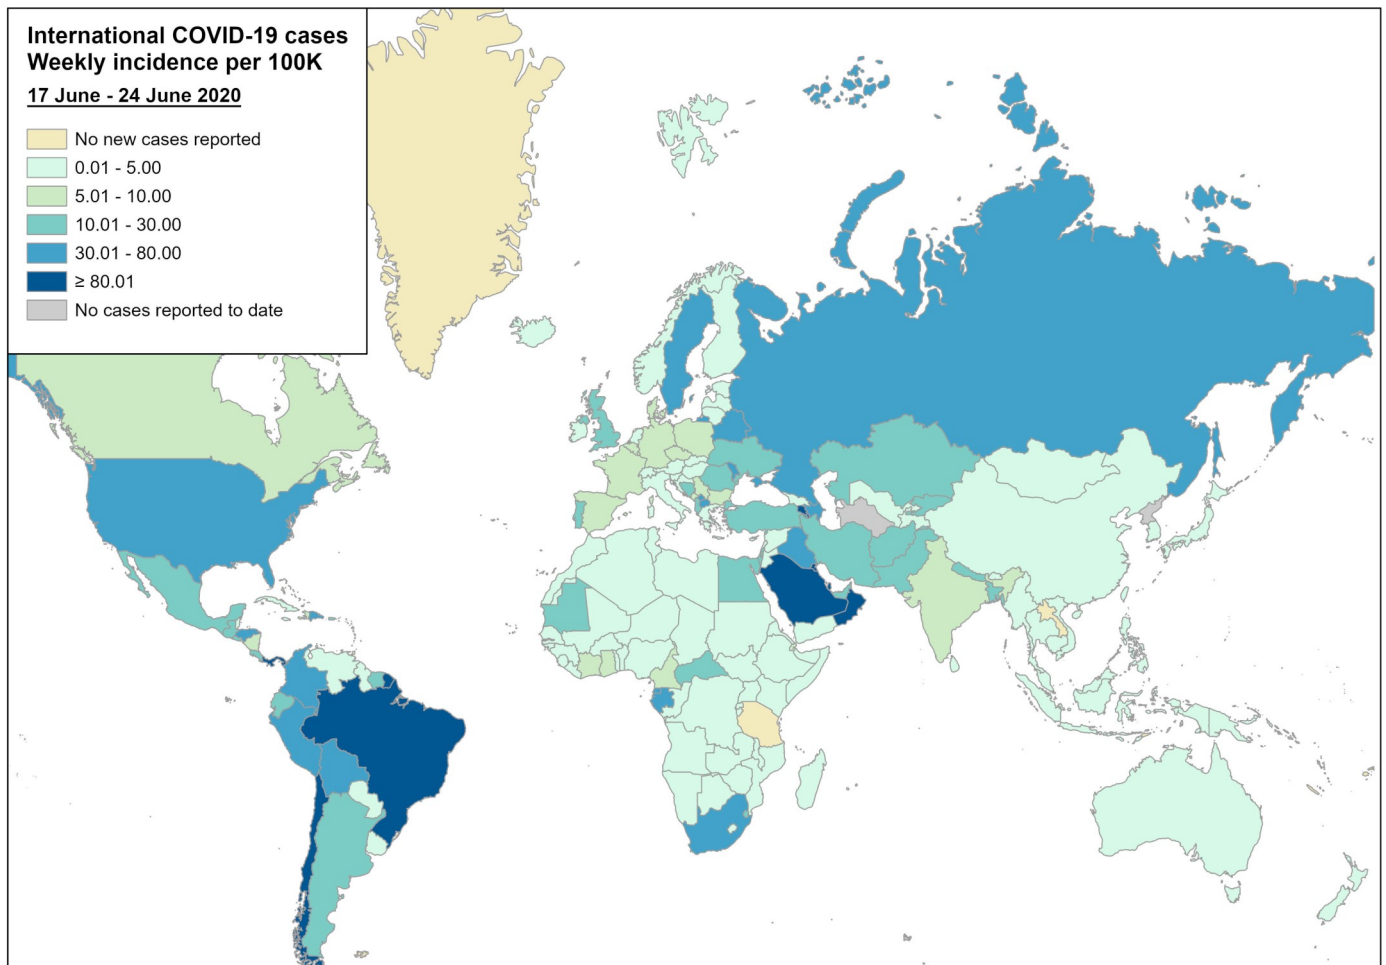 International COVID-19 cases
Weekly incidence per 100K
17 June - 24 June 2020
No new cases reported
0.01 - 5.00
5.01 - 10.00
10.01 - 30.00
30.01 - 80.00
≥ 80.01
No cases reported to date